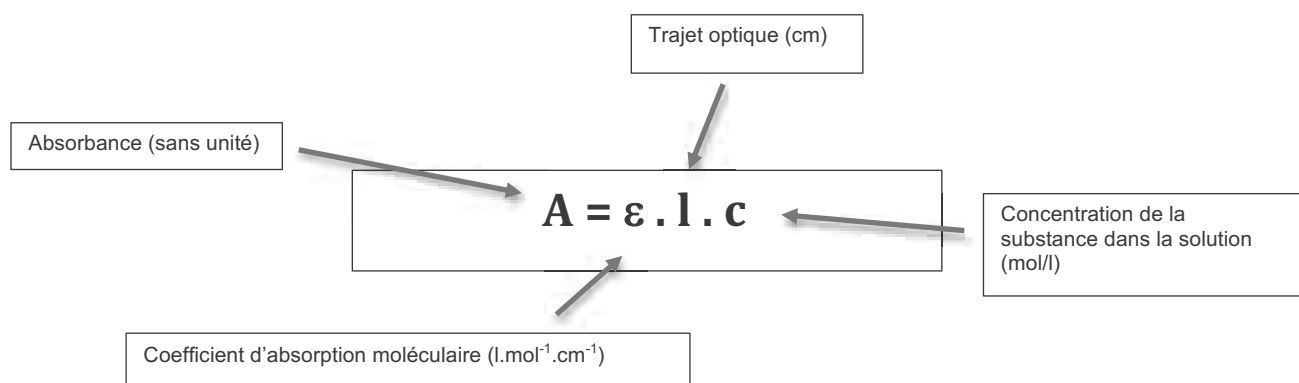 Trajet optique (cm)
Absorbance (sans unité)
A = ε . l . c
Concentration de la
substance dans la solution
(mol/l)
Coefficient d’absorption moléculaire (l.mol⁻¹.cm⁻¹)